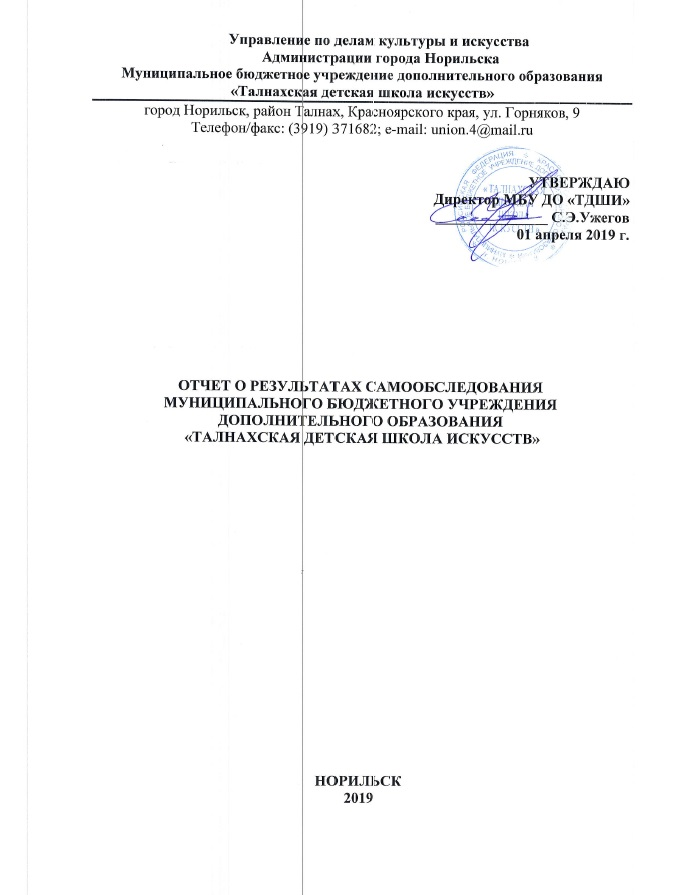 Управление по делам культуры и искусства
Администрации города Норильска
Муниципальное бюджетное учреждение дополнительного образования
«Талнахская детская школа искусств»
город Норильск, район Талнах, Красноярского края, ул. Горняков, 9
Телефон/факс: (3919) 371682; e-mail: union.4@mail.ru
УТВЕРЖДАЮ
Директор МБУ ДО «ТДШИ»
С.Э.Ужегов
01 апреля 2019 г.
ОТЧЕТ О РЕЗУЛЬТАТАХ САМООБСЛЕДОВАНИЯ
МУНИЦИПАЛЬНОГО БЮДЖЕТНОГО УЧРЕЖДЕНИЯ
ДОПОЛНИТЕЛЬНОГО ОБРАЗОВАНИЯ
«ТАЛНАХСКАЯ ДЕТСКАЯ ШКОЛА ИСКУССТВ»
НОРИЛЬСК
2019